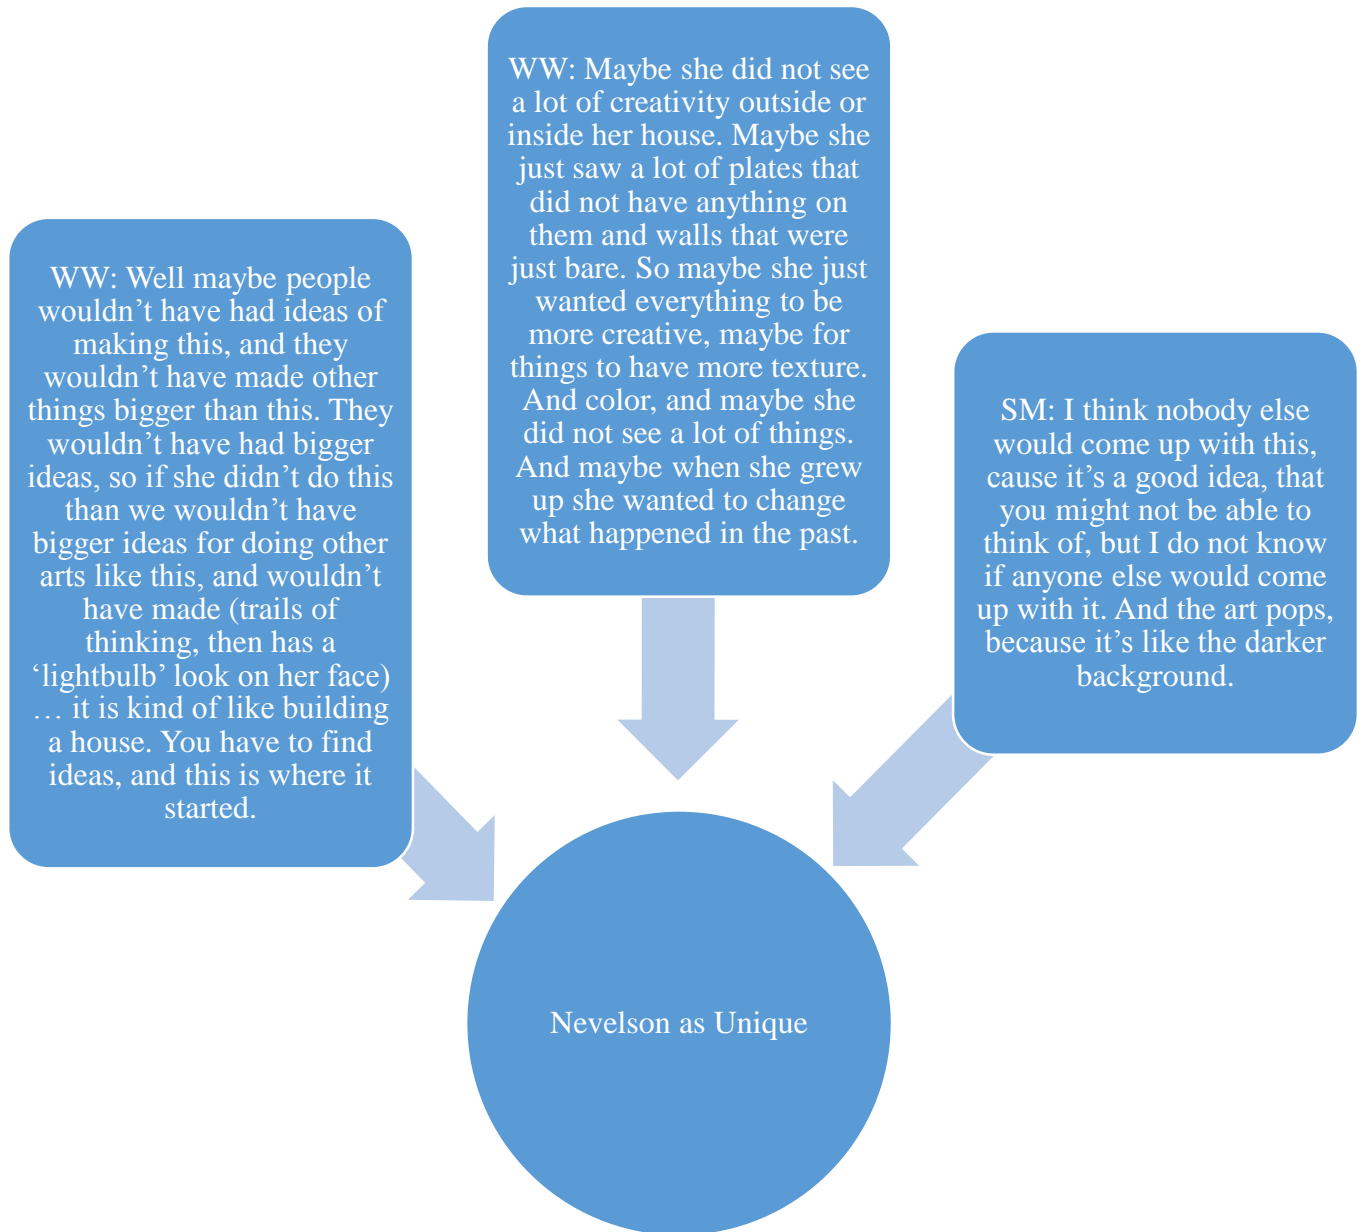 WW: Well maybe people
wouldn’t have had ideas of
making this, and they
wouldn’t have made other
things bigger than this. They
wouldn’t have had bigger
ideas, so if she didn’t do this
than we wouldn’t have
bigger ideas for doing other
arts like this, and wouldn’t
have made (trails of
thinking, then has a
‘lightbulb’ look on her face)
… it is kind of like building
a house. You have to find
ideas, and this is where it
started.
WW: Maybe she did not see
a lot of creativity outside or
inside her house. Maybe she
just saw a lot of plates that
did not have anything on
them and walls that were
just bare. So maybe she just
wanted everything to be
more creative, maybe for
things to have more texture.
And color, and maybe she
did not see a lot of things.
And maybe when she grew
up she wanted to change
what happened in the past.
SM: I think nobody else
would come up with this,
cause it’s a good idea, that
you might not be able to
think of, but I do not know
if anyone else would come
up with it. And the art pops,
because it’s like the darker
background.
Nevelson as Unique